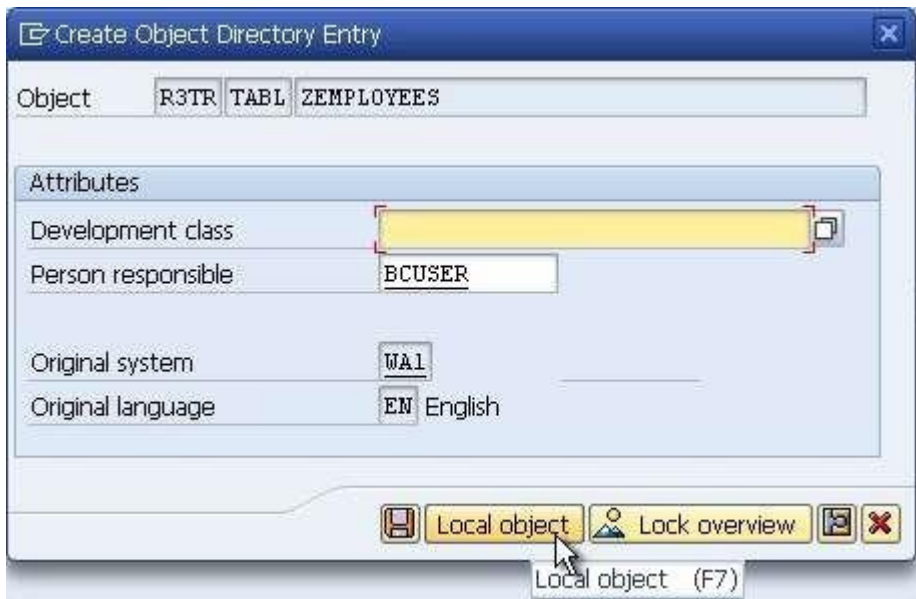 Create Object Directory Entry
Object R3TR TABL ZEMPLOYEES
Attributes
Development class
Person responsible BCUSER
Original system WA1
Original language EN English
Local object Lock overview
Local object (F7)